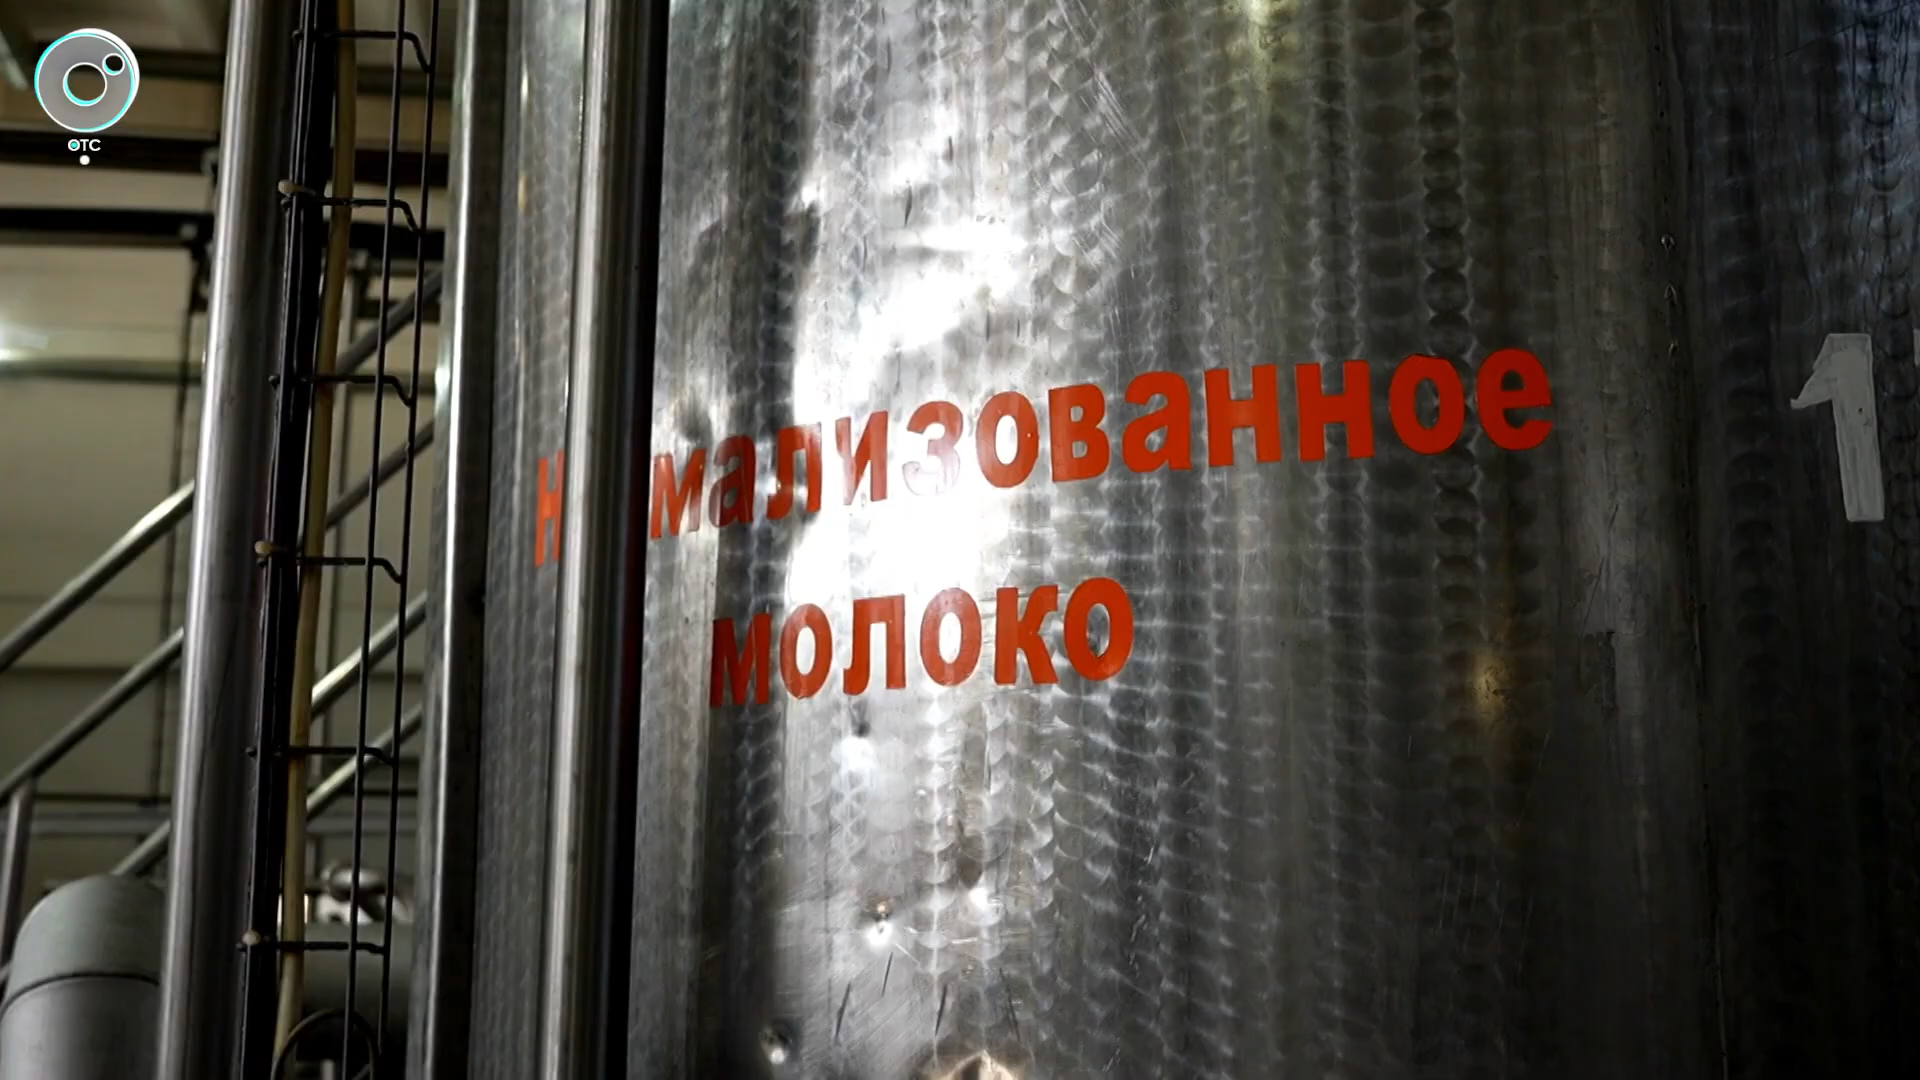 ОТС
Н мализованное
молоко
1